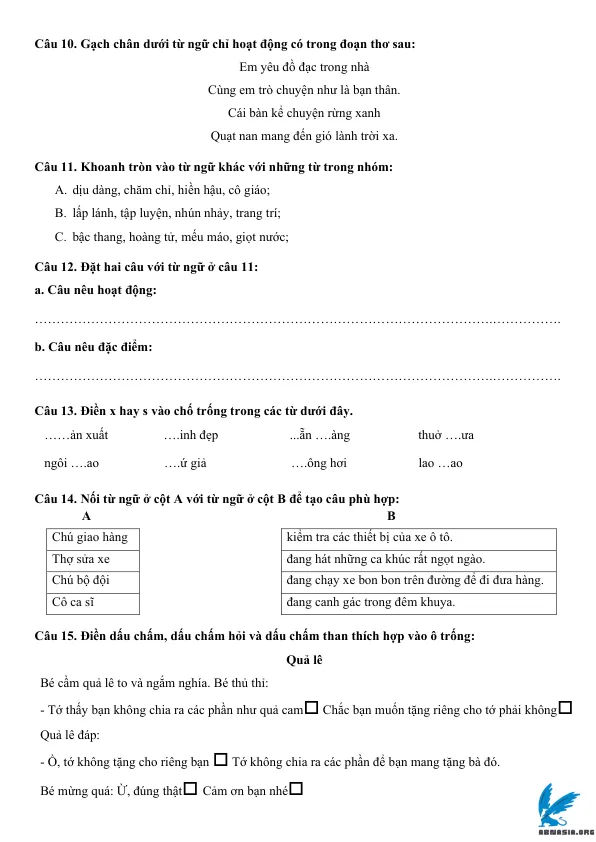 Câu 10. Gạch chân dưới từ ngữ chỉ hoạt động có trong đoạn thơ sau:
Em yêu đồ đạc trong nhà
Cùng em trò chuyện như là bạn thân.
Cái bàn kể chuyện rừng xanh
Quạt nan mang đến gió lành trời xa.
Câu 11. Khoanh tròn vào từ ngữ khác với những từ trong nhóm:
A. dịu dàng, chăm chỉ, hiền hậu, cô giáo;
B. lấp lánh, tập luyện, nhún nhảy, trang trí;
C. bậc thang, hoàng tử, mếu máo, giọt nước;
Câu 12. Đặt hai câu với từ ngữ ở câu 11:
a. Câu nêu hoạt động:
………………………………………………………………………………………….…………….
b. Câu nêu đặc điểm:
………………………………………………………………………………………….…………….
Câu 13. Điền x hay s vào chố trống trong các từ dưới đây.
……ản xuất ….inh đẹp ...ẵn ….àng thuở ….ưa
ngôi ….ao ….ứ giả ….ông hơi lao …ao
Câu 14. Nối từ ngữ ở cột A với từ ngữ ở cột B để tạo câu phù hợp:
A B
Chú giao hàng kiểm tra các thiết bị của xe ô tô.
Thợ sửa xe đang hát những ca khúc rất ngọt ngào.
Chú bộ đội đang chạy xe bon bon trên đường để đi đưa hàng.
Cô ca sĩ đang canh gác trong đêm khuya.
Câu 15. Điền dấu chấm, dấu chấm hỏi và dấu chấm than thích hợp vào ô trống:
Quả lê
Bé cầm quả lê to và ngắm nghía. Bé thủ thỉ:
- Tớ thấy bạn không chia ra các phần như quả cam□ Chắc bạn muốn tặng riêng cho tớ phải không□
Quả lê đáp:
- Ồ, tớ không tặng cho riêng bạn □ Tớ không chia ra các phần để bạn mang tặng bà đó.
Bé mừng quá: Ừ, đúng thật□ Cảm ơn bạn nhé□
ABWASIA.ORG